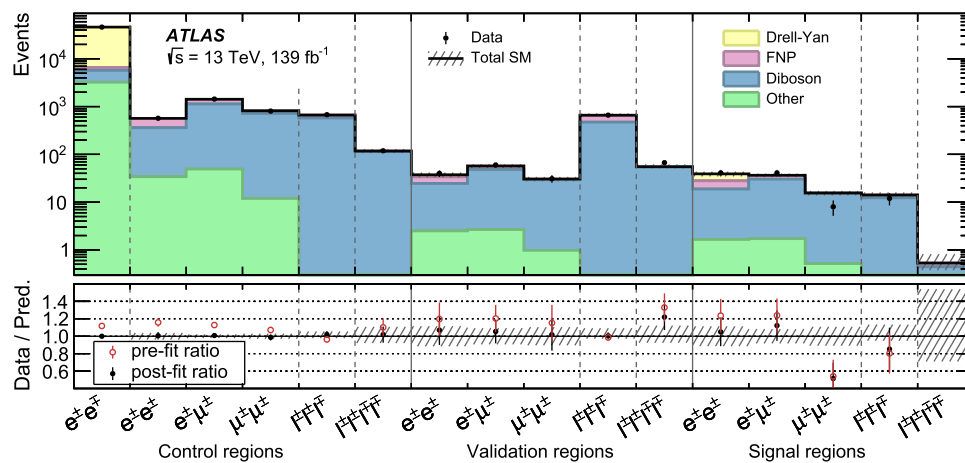 Events
10⁴
10³
10²
10
1
ATLAS
√s = 13 TeV, 139 fb⁻¹
Data
Total SM
Drell-Yan
FNP
Diboson
Other
Data / Pred.
1.4
1.2
1.0
0.8
0.6
pre-fit ratio
post-fit ratio
e±e∓ e±e± e±μ± μ±μ± l±l±l∓ l±l±l∓l∓ e±e± e±μ± μ±μ± l±l±l∓ l±l±l∓l∓ e±e± e±μ± μ±μ± l±l±l∓ l±l±l∓l∓
Control regions Validation regions Signal regions